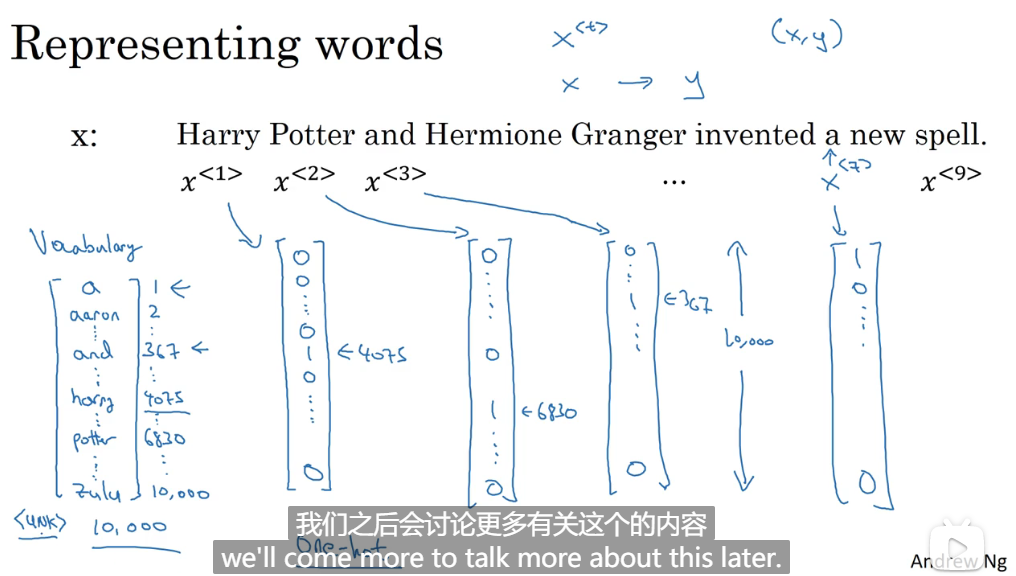 Representing words
x<t>
(x,y)
x → y
x: Harry Potter and Hermione Granger invented a new spell.
x<1> x<2> x<3> ... x<7> x<9>
Vocabulary
a 1 ←
aaron 2
and 367 ←
harry 4075
potter 6830
zulu 10,000
<UNK> 10,000
0
0
0
1 ← 4075
0
0
0
0
1 ← 6830
0
0
1 ← 367
0
10,000
1
0
0
One-hot
我们之后会讨论更多有关这个的内容
we'll come more to talk more about this later.
Andrew Ng